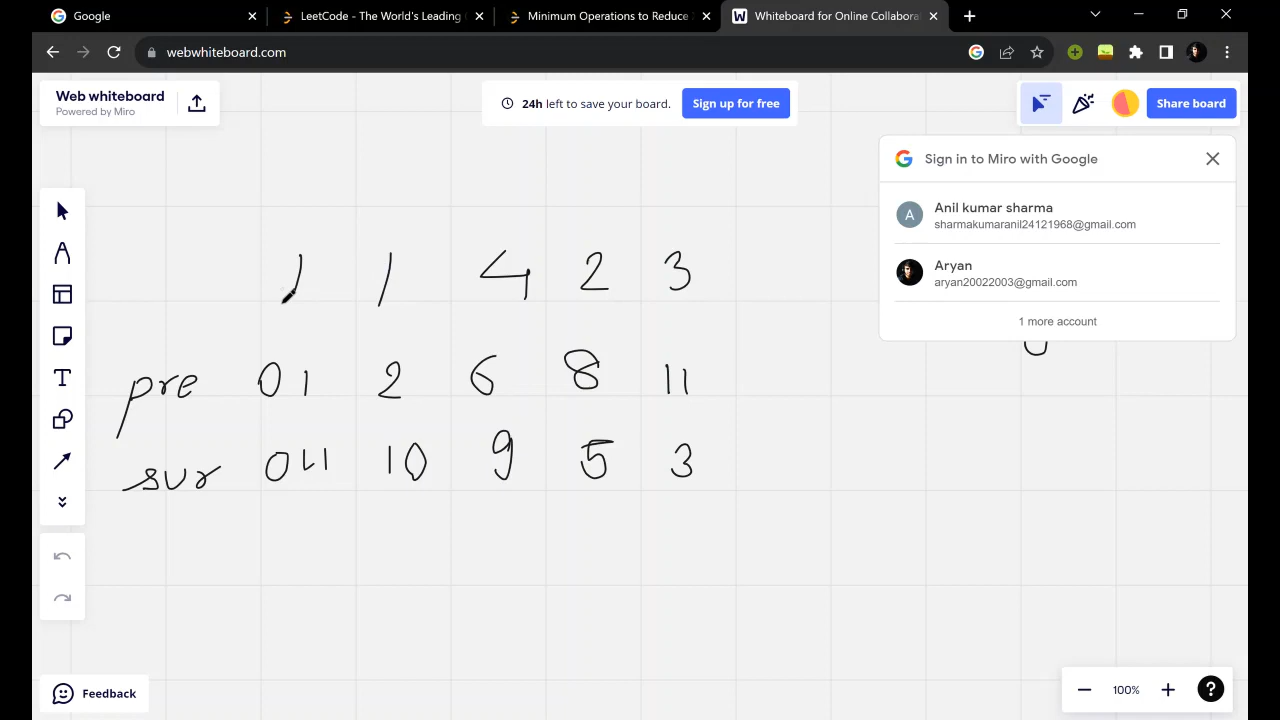 Google
LeetCode - The World's Leading
Minimum Operations to Reduce
Whiteboard for Online Collabora
webwhiteboard.com
Web whiteboard
Powered by Miro
24h left to save your board.
Sign up for free
Share board
Sign in to Miro with Google
A
Anil kumar sharma
sharmakumaranil24121968@gmail.com
Aryan
aryan20022003@gmail.com
1 more account
1 1 4 2 3
pre 0 1 2 6 8 11
sur 0 11 10 9 5 3
Feedback
100%